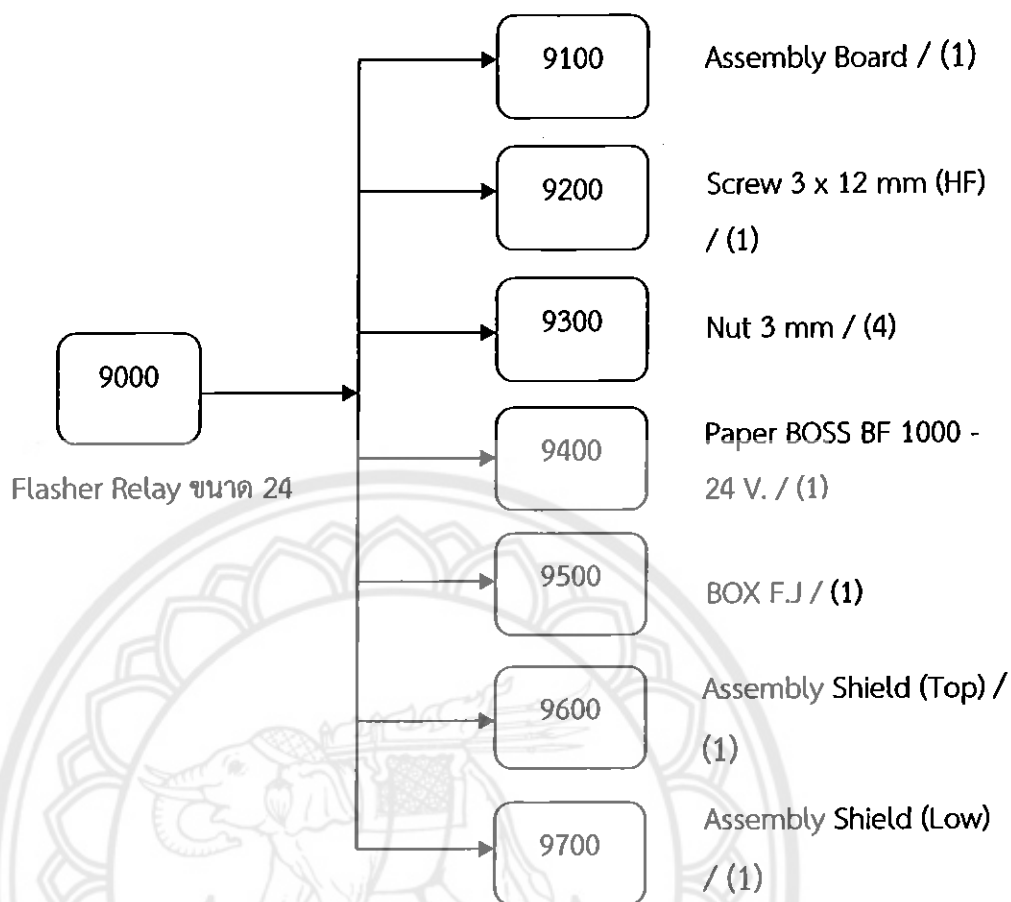 9100
Assembly Board / (1)
9200
Screw 3 x 12 mm (HF)
/ (1)
9300
Nut 3 mm / (4)
9000
Flasher Relay ขนาด 24
9400
Paper BOSS BF 1000 -
24 V. / (1)
9500
BOX F.J / (1)
9600
Assembly Shield (Top) /
(1)
9700
Assembly Shield (Low)
/ (1)